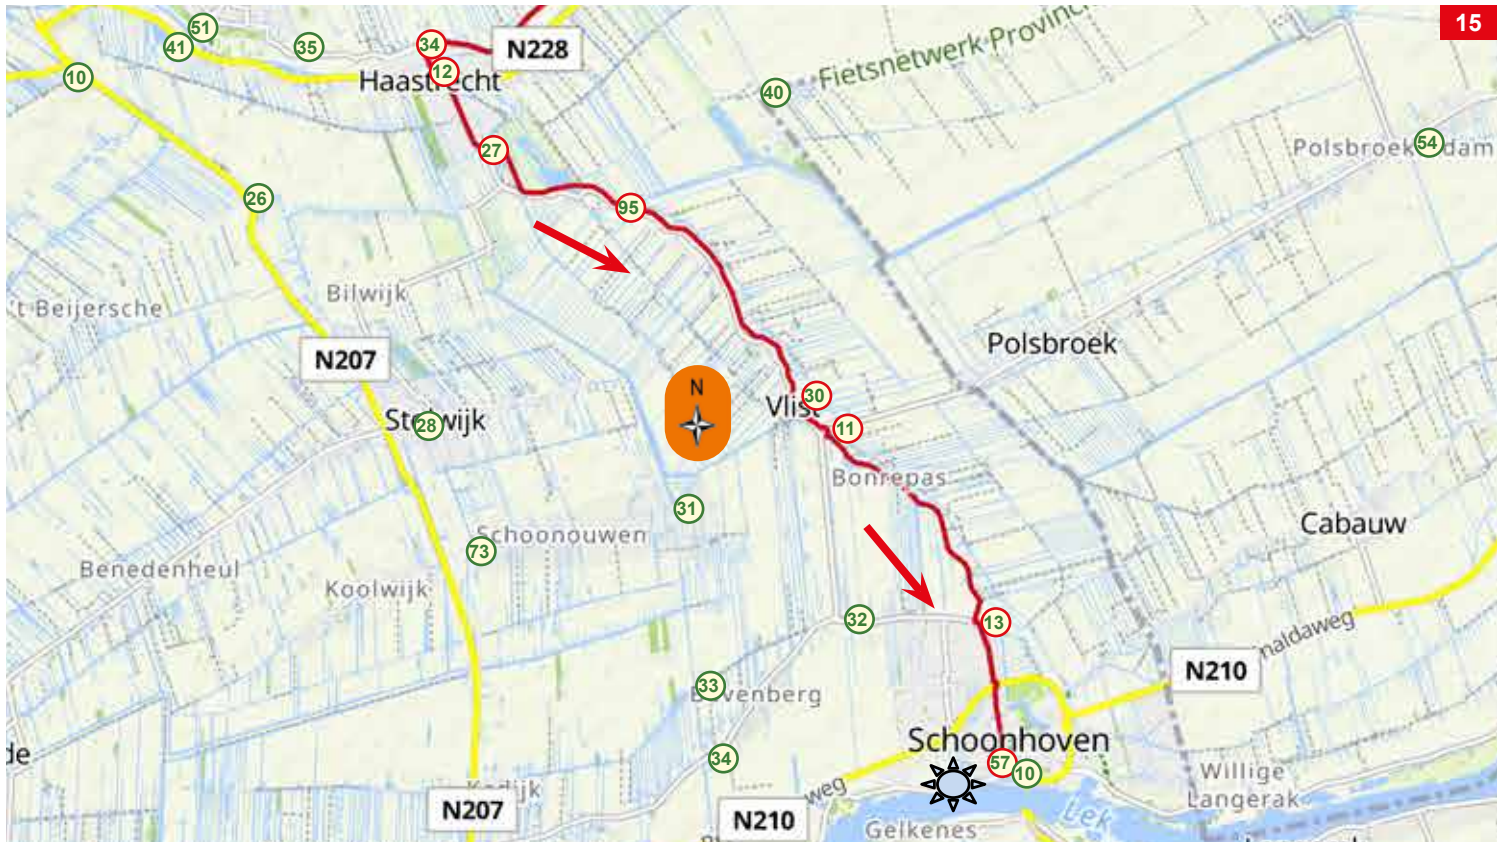 15
51
41
35
34
N228
12
Haastrecht
10
40
Fietsnetwerk Provinc
54
Polsbroek dam
27
26
95
Bilwijk
't Beijersche
N207
Polsbroek
N
30
Vlist
11
28
Stolwijk
Bonrepas
31
Cabauw
73
Schoonouwen
Benedenheul
Koolwijk
32
13
naldaweg
N210
33
Bovenberg
de
Schoonhoven
34
57
10
Willige
Langerak
weg
N207
N210
Lek
Gelkenes